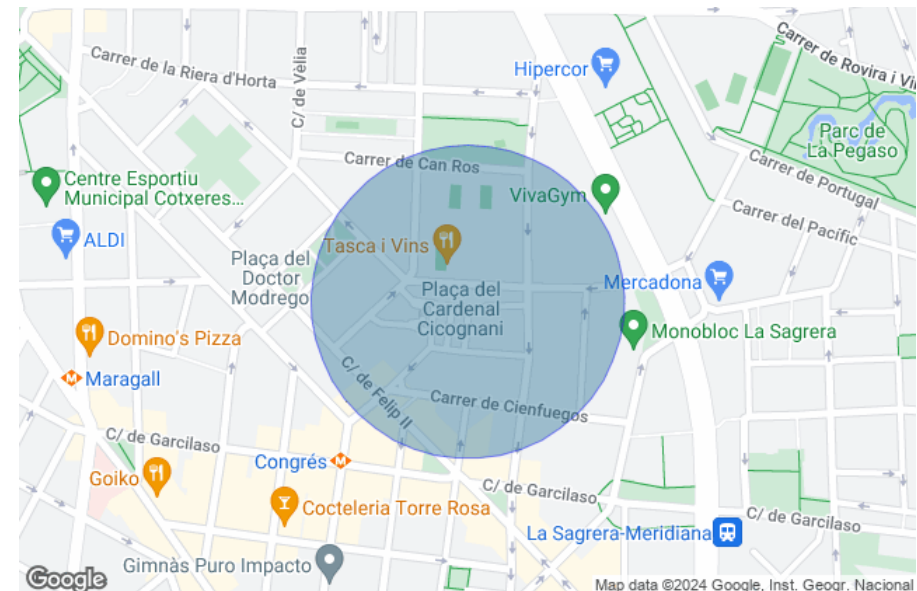 Carrer de la Riera d'Horta
C/ de Vèlia
Hipercor
Carrer de Rovira i Vi
Parc de
La Pegaso
Carrer de Can Ros
Carrer de Portugal
Centre Esportiu
Municipal Cotxeres...
VivaGym
Carrer del Pacífic
ALDI
Tasca i Vins
Plaça del
Doctor
Modrego
Plaça del
Cardenal
Cicognani
Mercadona
Domino's Pizza
Monobloc La Sagrera
Maragall
C/ de Felip II
Carrer de Cienfuegos
C/ de Garcilaso
Congrés
Goiko
C/ de Garcilaso
Cocteleria Torre Rosa
C/ de Garcilaso
La Sagrera-Meridiana
Gimnàs Puro Impacto
Google
Map data ©2024 Google, Inst. Geogr. Nacional